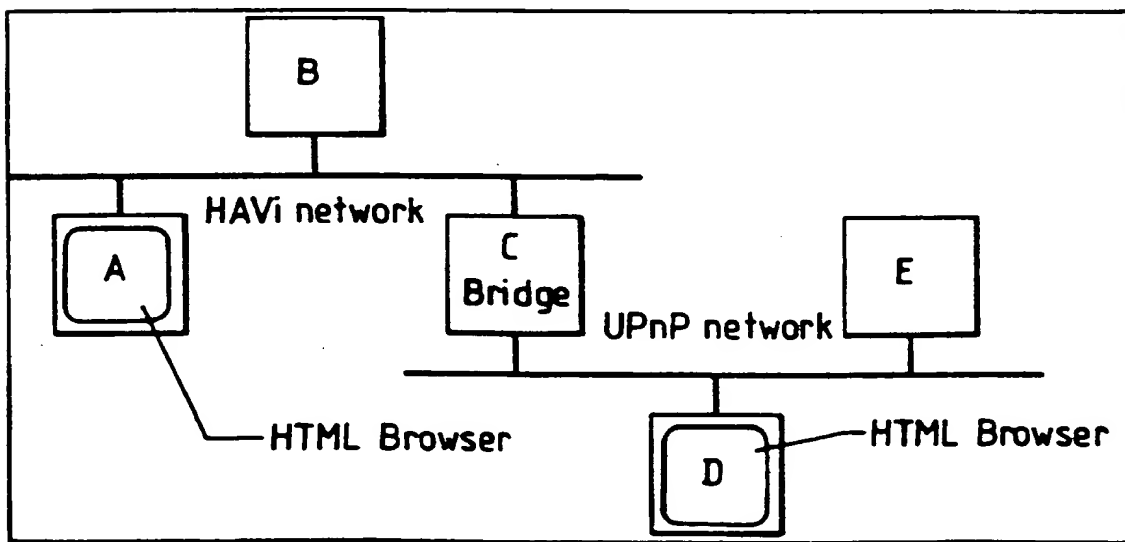 B
HAVi network
A
C
Bridge
E
UPnP network
HTML Browser
HTML Browser
D